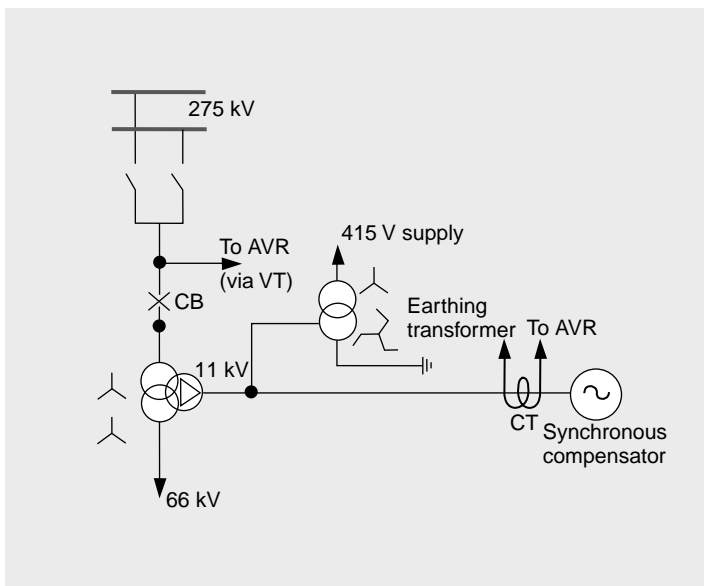 275 kV
415 V supply
To AVR
(via VT)
CB
Earthing
transformer
To AVR
11 kV
CT
Synchronous
compensator
66 kV